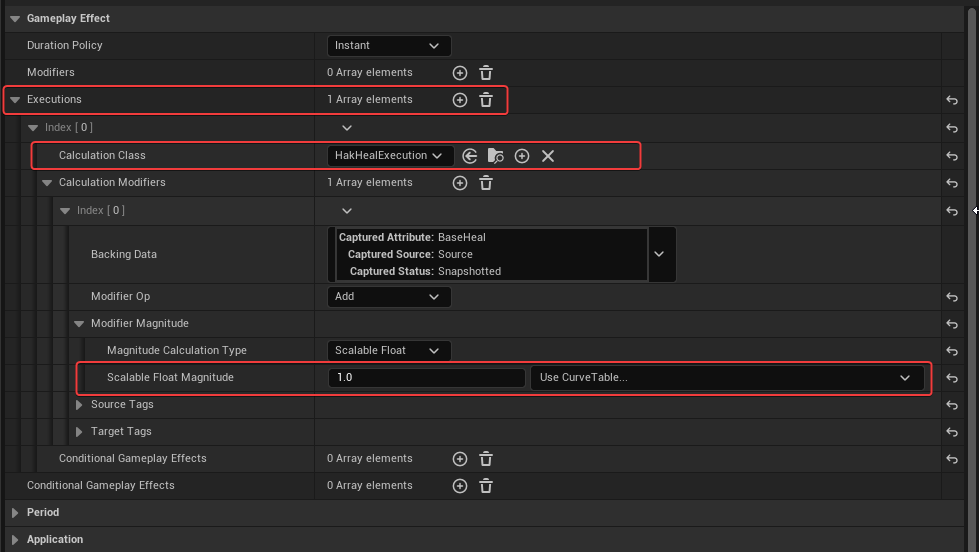 Gameplay Effect
Duration Policy Instant
Modifiers 0 Array elements
Executions 1 Array elements
Index [ 0 ]
Calculation Class HakHealExecution
Calculation Modifiers 1 Array elements
Index [ 0 ]
Captured Attribute: BaseHeal
Backing Data Captured Source: Source
Captured Status: Snapshotted
Modifier Op Add
Modifier Magnitude
Magnitude Calculation Type Scalable Float
Scalable Float Magnitude 1.0 Use CurveTable...
Source Tags
Target Tags
Conditional Gameplay Effects 0 Array elements
Conditional Gameplay Effects 0 Array elements
Period
Application